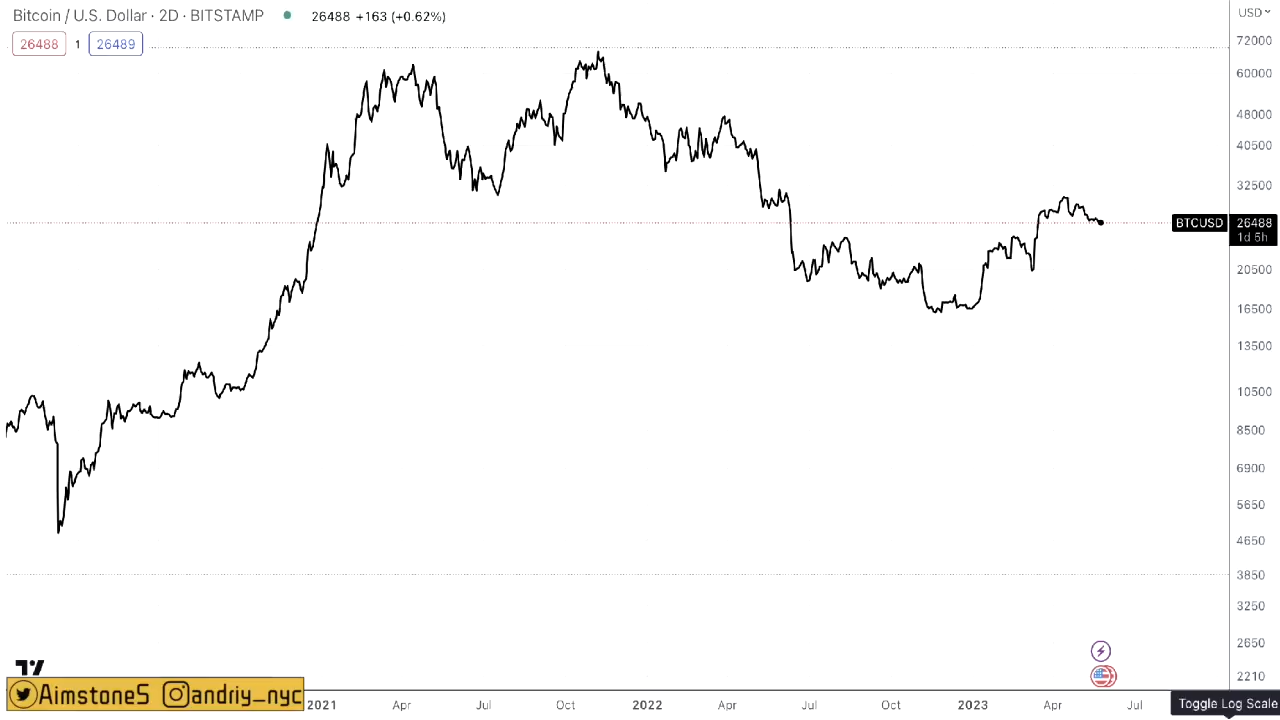 Bitcoin / U.S. Dollar · 2D · BITSTAMP 26488 +163 (+0.62%)
USD
26488 1 26489
72000
60000
48000
40500
32500
BTCUSD 26488
1d 5h
20500
16500
13500
10500
8500
6900
5650
4650
3850
3250
2650
2210
Aimstone5 andriy_nyc
2021 Apr Jul Oct 2022 Apr Jul Oct 2023 Apr Jul
Toggle Log Scale